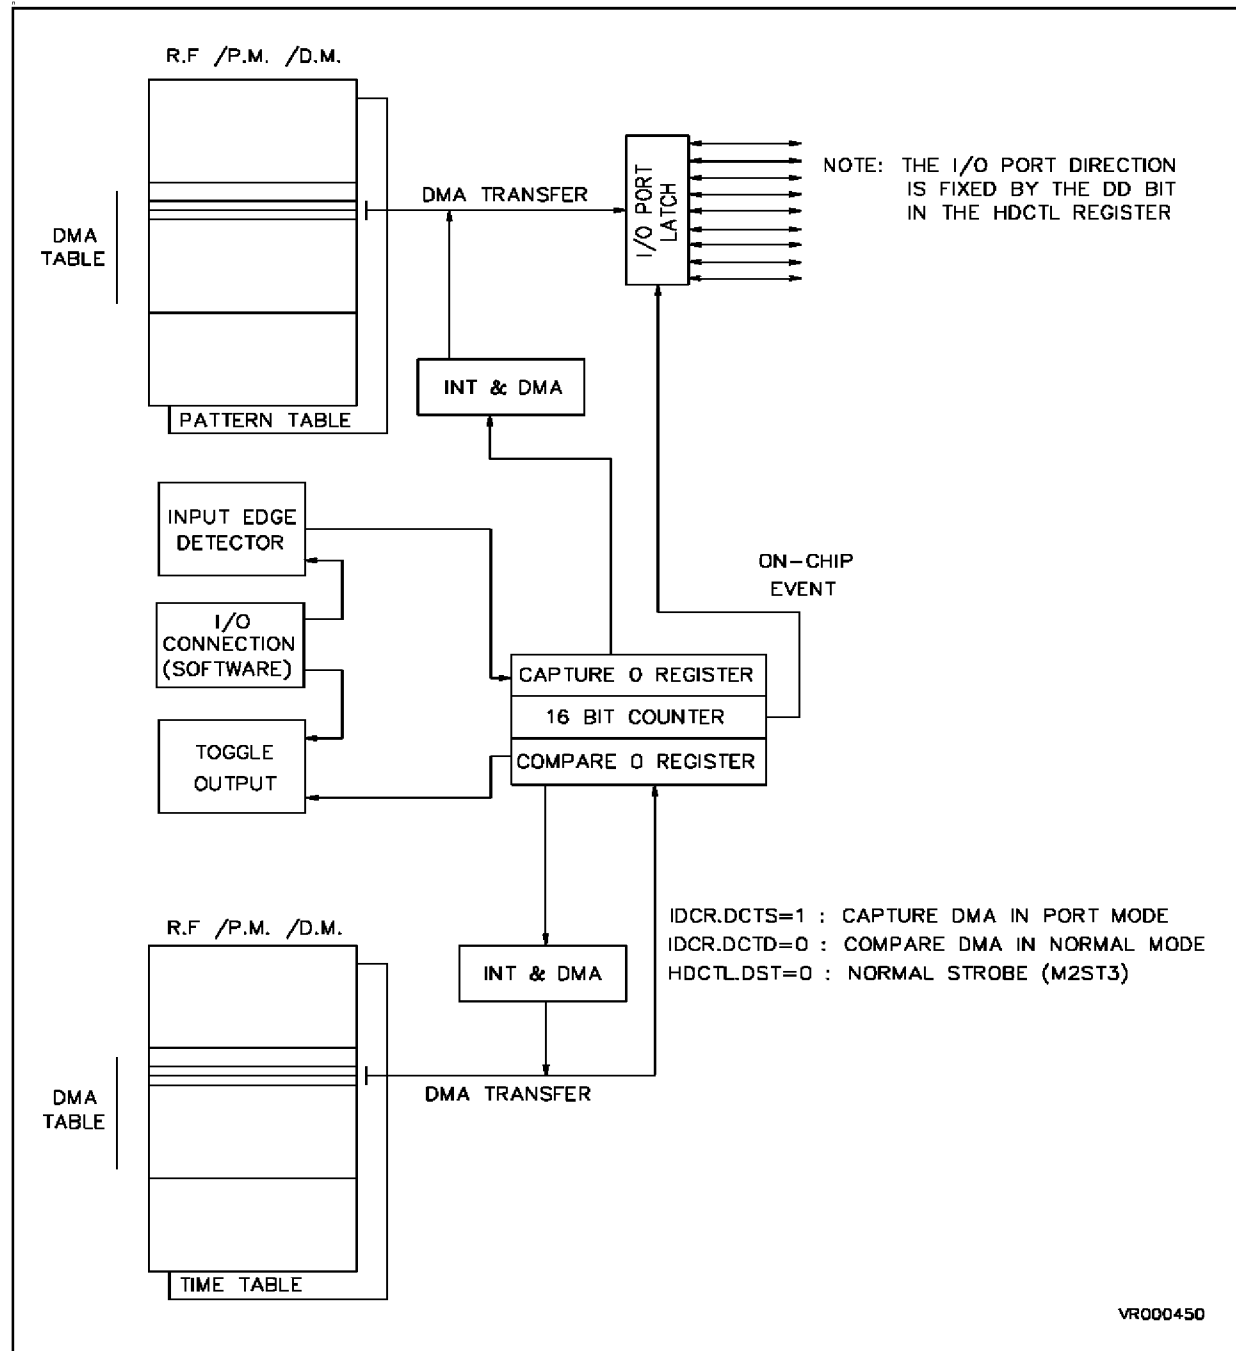 R.F /P.M. /D.M.
DMA TRANSFER
I/O PORT
LATCH
NOTE: THE I/O PORT DIRECTION
IS FIXED BY THE DD BIT
IN THE HDCTL REGISTER
DMA
TABLE
INT & DMA
PATTERN TABLE
INPUT EDGE
DETECTOR
ON-CHIP
EVENT
I/O
CONNECTION
(SOFTWARE)
CAPTURE 0 REGISTER
16 BIT COUNTER
COMPARE 0 REGISTER
TOGGLE
OUTPUT
R.F /P.M. /D.M.
IDCR.DCTS=1 : CAPTURE DMA IN PORT MODE
IDCR.DCTD=0 : COMPARE DMA IN NORMAL MODE
HDCTL.DST=0 : NORMAL STROBE (M2ST3)
INT & DMA
DMA TRANSFER
DMA
TABLE
TIME TABLE
VR000450